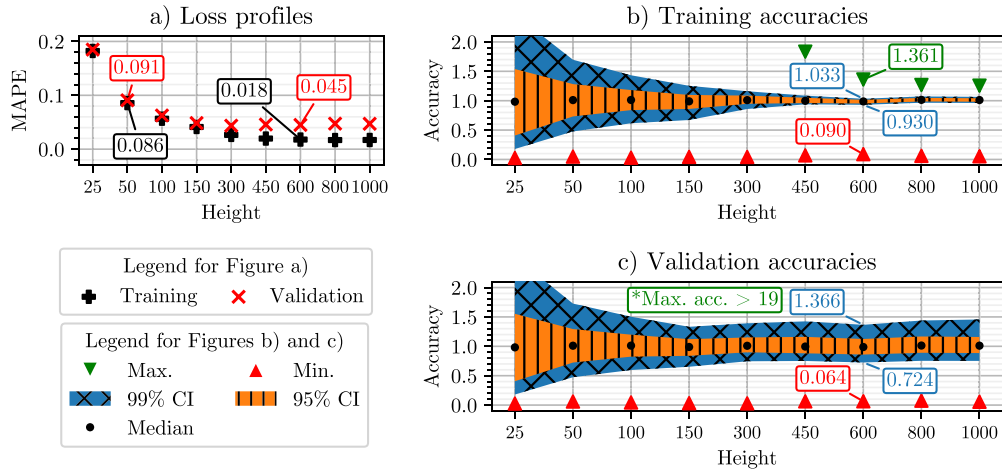 a) Loss profiles
MAPE
0.2
0.1
0.0
0.091
0.086
0.018
0.045
25 50 100 150 300 450 600 800 1000
Height
Legend for Figure a)
Training Validation
Legend for Figures b) and c)
Max. Min.
99% CI 95% CI
Median
b) Training accuracies
Accuracy
2.0
1.5
1.0
0.5
0.0
1.361
1.033
0.930
0.090
25 50 100 150 300 450 600 800 1000
Height
c) Validation accuracies
Accuracy
2.0
1.5
1.0
0.5
0.0
*Max. acc. > 19
1.366
0.724
0.064
25 50 100 150 300 450 600 800 1000
Height